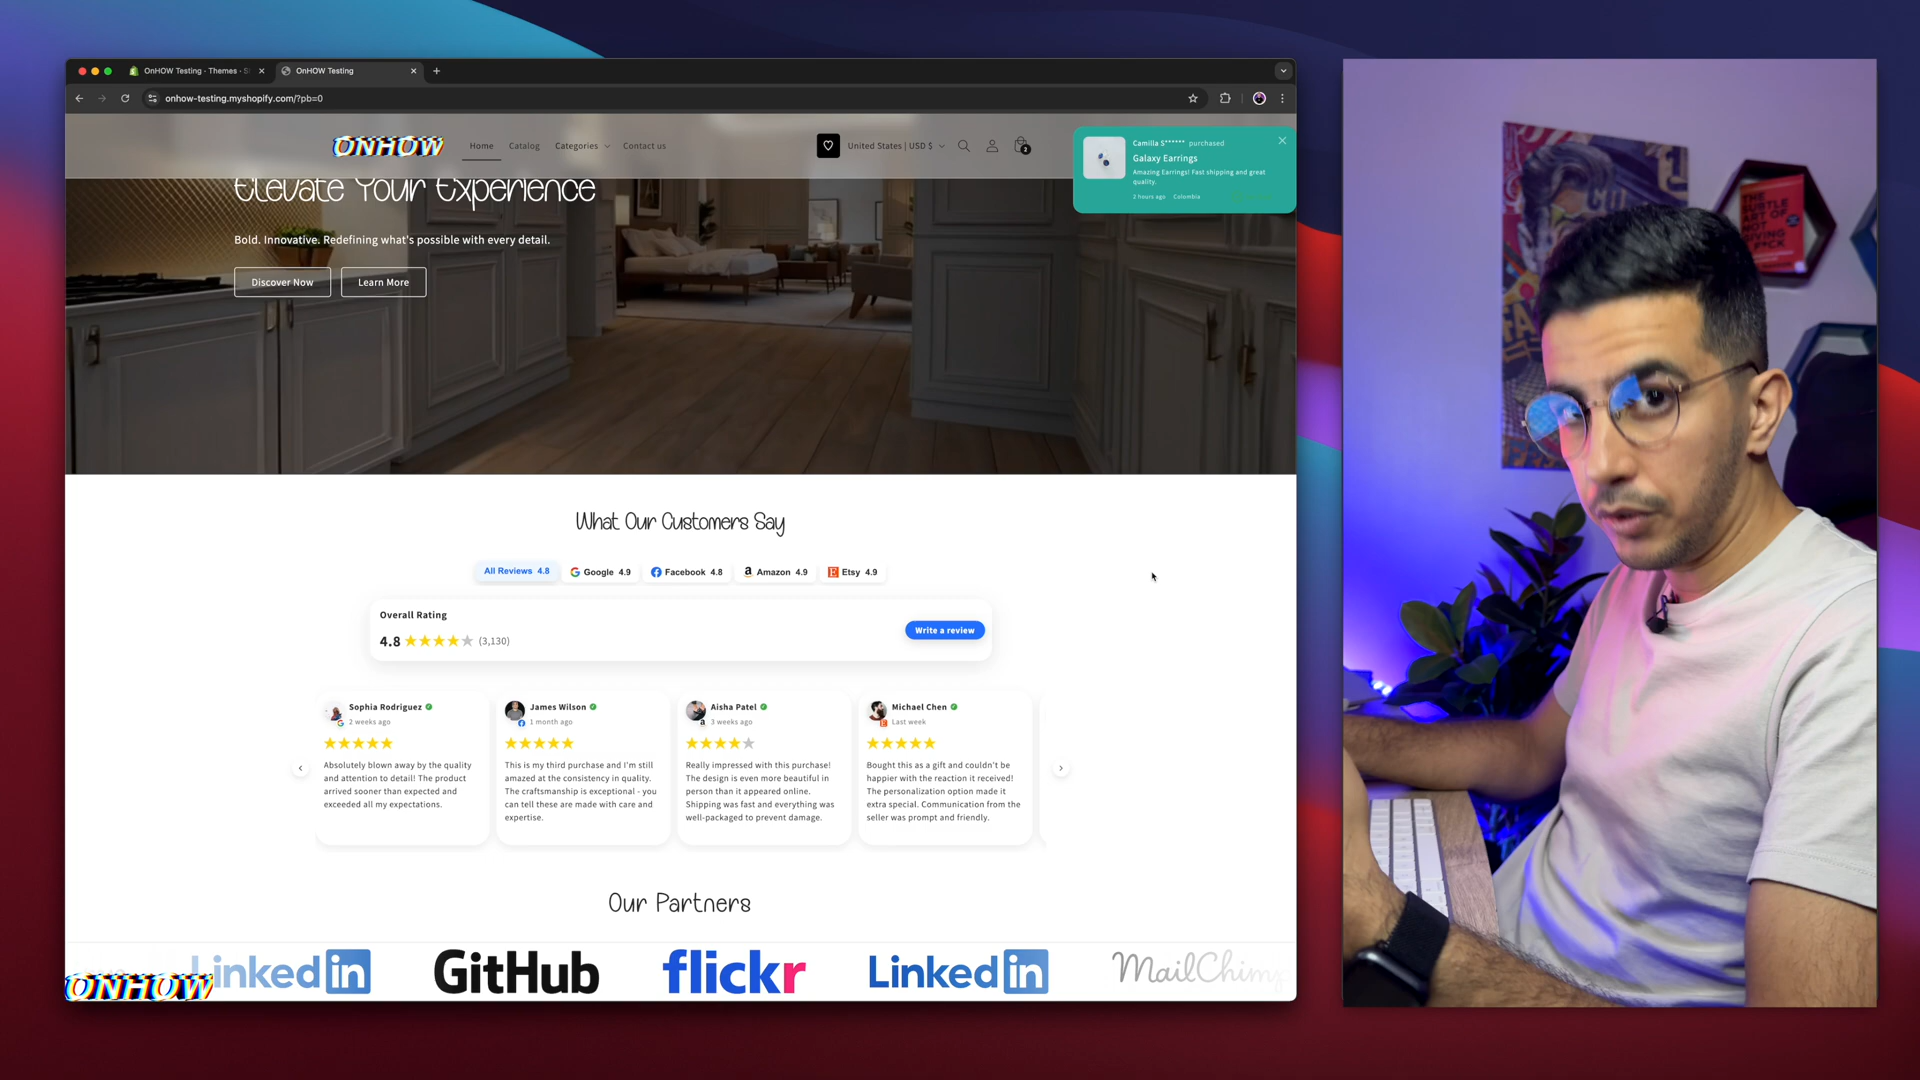 OnHOW Testing - Themes · S
OnHOW Testing
onhow-testing.myshopify.com/?pb=0
ONHOW
Home
Catalog
Categories
Contact us
United States | USD $
2
Camilla S****** purchased
Galaxy Earrings
Amazing Earrings! Fast shipping and great
quality.
2 hours ago
Colombia
Elevate Your Experience
Bold. Innovative. Redefining what's possible with every detail.
Discover Now
Learn More
What Our Customers Say
All Reviews 4.8
Google 4.9
Facebook 4.8
Amazon 4.9
Etsy 4.9
Overall Rating
4.8 ★★★★★ (3,130)
Write a review
Sophia Rodriguez
2 weeks ago
Absolutely blown away by the quality
and attention to detail! The product
arrived sooner than expected and
exceeded all my expectations.
James Wilson
1 month ago
This is my third purchase and I'm still
amazed at the consistency in quality.
The craftsmanship is exceptional - you
can tell these are made with care and
expertise.
Aisha Patel
3 weeks ago
Really impressed with this purchase!
The design is even more beautiful in
person than it appeared online.
Shipping was fast and everything was
well-packaged to prevent damage.
Michael Chen
Last week
Bought this as a gift and couldn't be
happier with the reaction it received!
The personalization option made it
extra special. Communication from the
seller was prompt and friendly.
Our Partners
LinkedIn
GitHub
flickr
LinkedIn
MailChimp
ONHOW
THE
SUBTLE
ART OF
NOT
GIVING
A F*CK